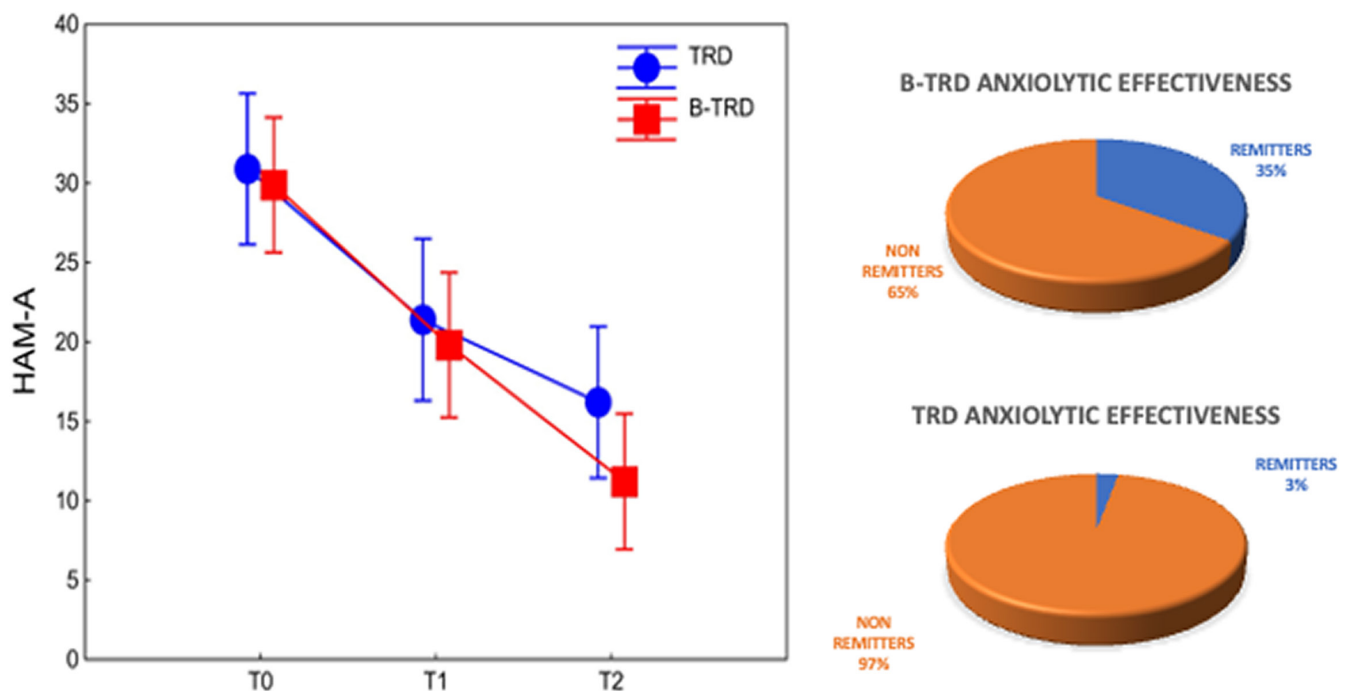 40
35
30
25
20
15
10
5
0
HAM-A
T0
T1
T2
TRD
B-TRD
B-TRD ANXIOLYTIC EFFECTIVENESS
REMITTERS
35%
NON
REMITTERS
65%
TRD ANXIOLYTIC EFFECTIVENESS
REMITTERS
3%
NON
REMITTERS
97%